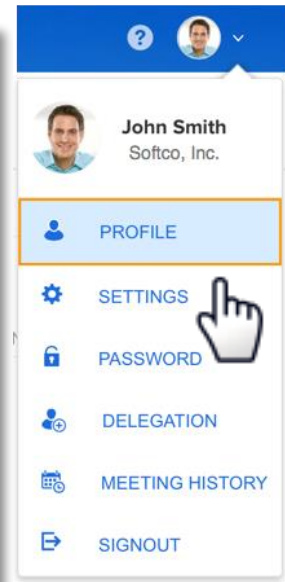 ?
John Smith
Softco, Inc.
PROFILE
SETTINGS
PASSWORD
DELEGATION
MEETING HISTORY
SIGNOUT